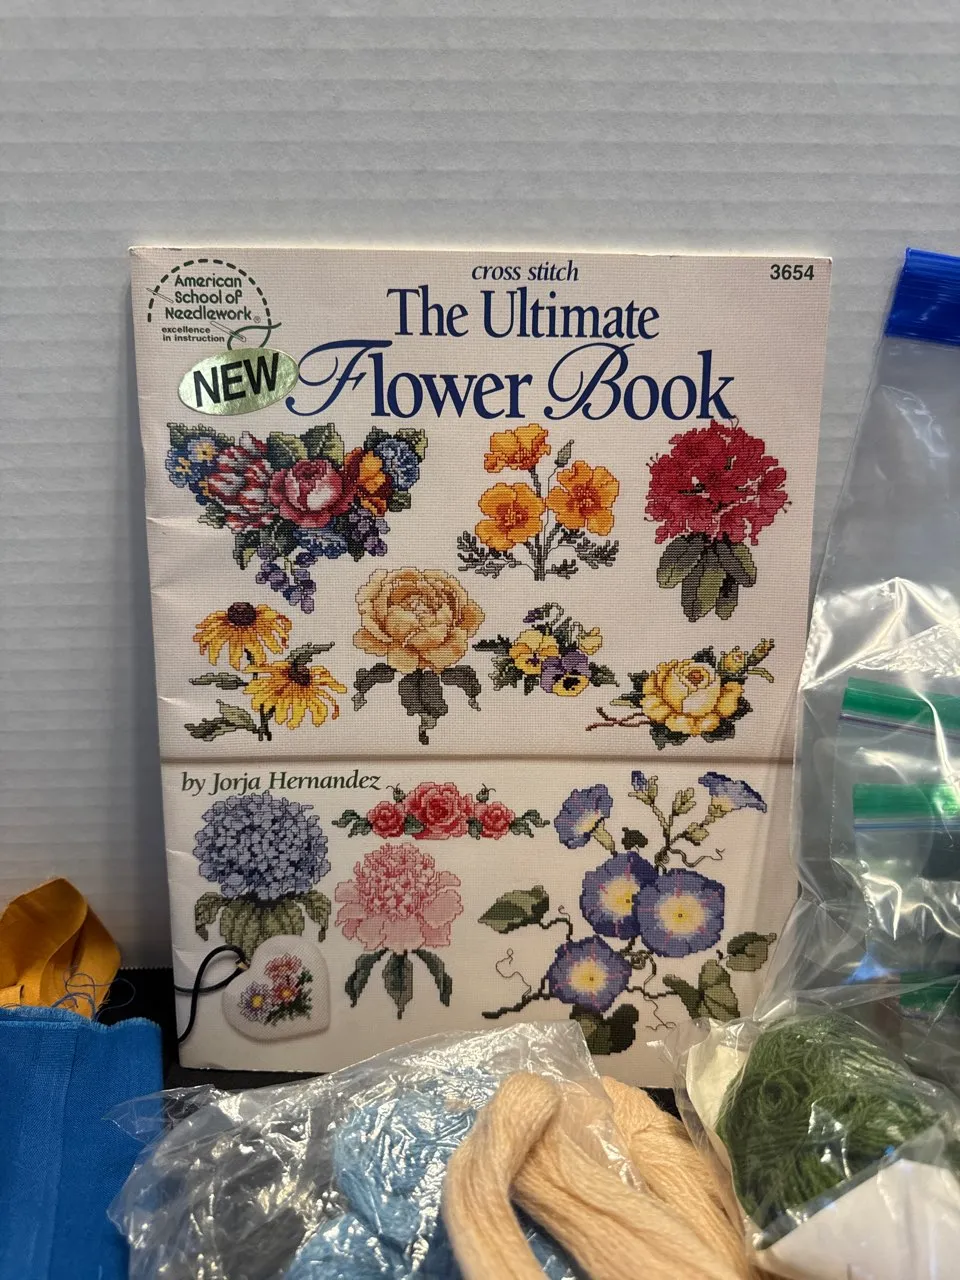 cross stitch
3654
American
School of
Needlework®
excellence
in instruction
The Ultimate
Flower Book
NEW
by Jorja Hernandez